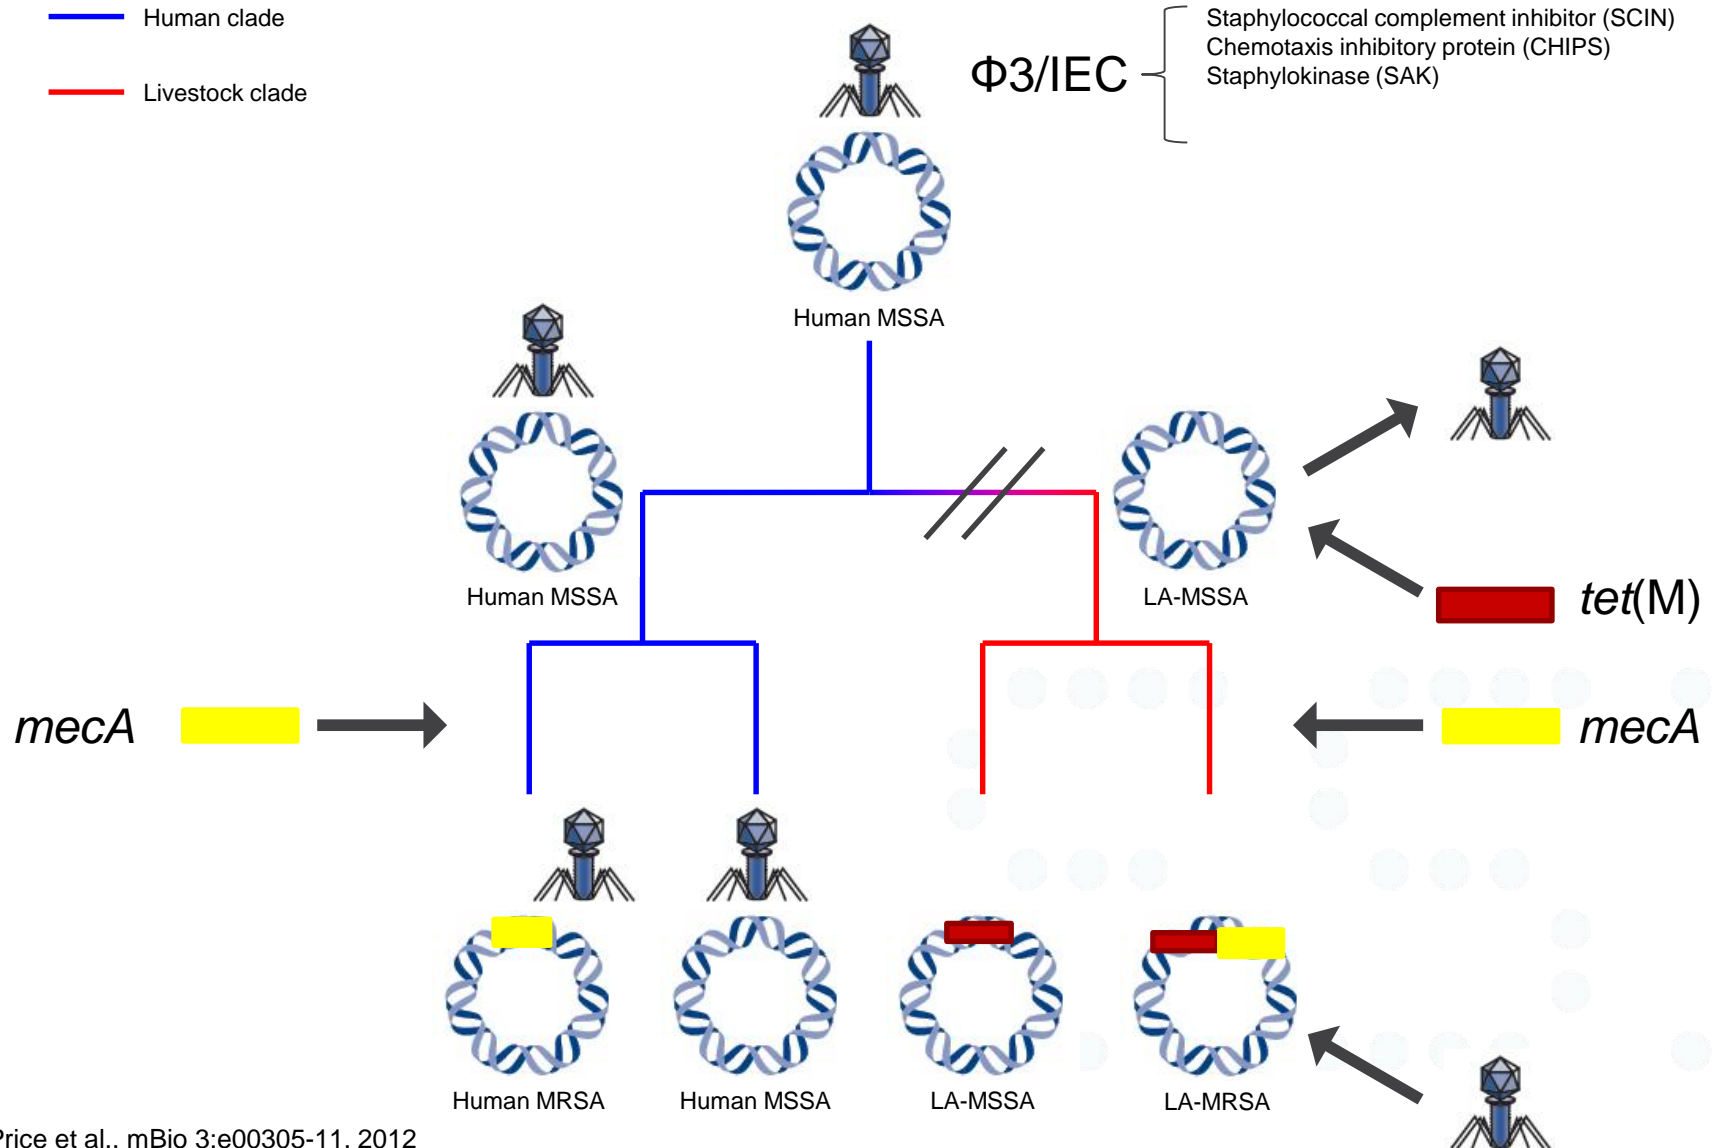 Human clade
Livestock clade
Φ3/IEC
Staphylococcal complement inhibitor (SCIN)
Chemotaxis inhibitory protein (CHIPS)
Staphylokinase (SAK)
Human MSSA
Human MSSA
LA-MSSA
tet(M)
mecA
mecA
Human MRSA
Human MSSA
LA-MSSA
LA-MRSA
Price et al., mBio 3:e00305-11, 2012